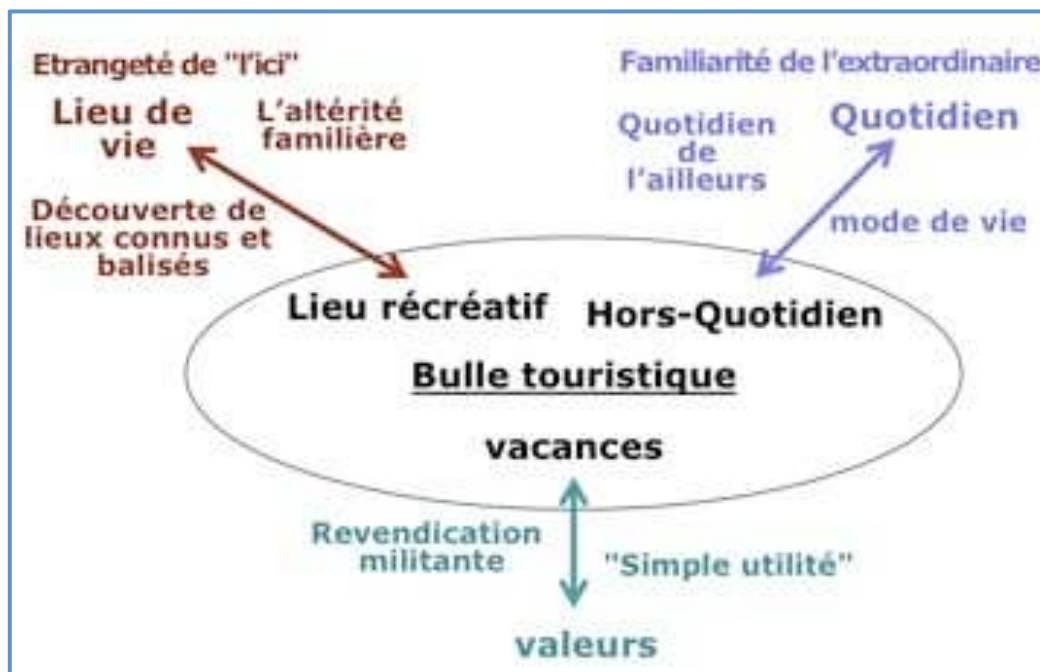 Etrangeté de "l'ici"
Lieu de
vie
L'altérité
familière
Découverte de
lieux connus et
balisés
Familiarité de l'extraordinaire
Quotidien
de
l'ailleurs
Quotidien
mode de vie
Lieu récréatif
Hors-Quotidien
Bulle touristique
vacances
Revendication
militante
"Simple utilité"
valeurs